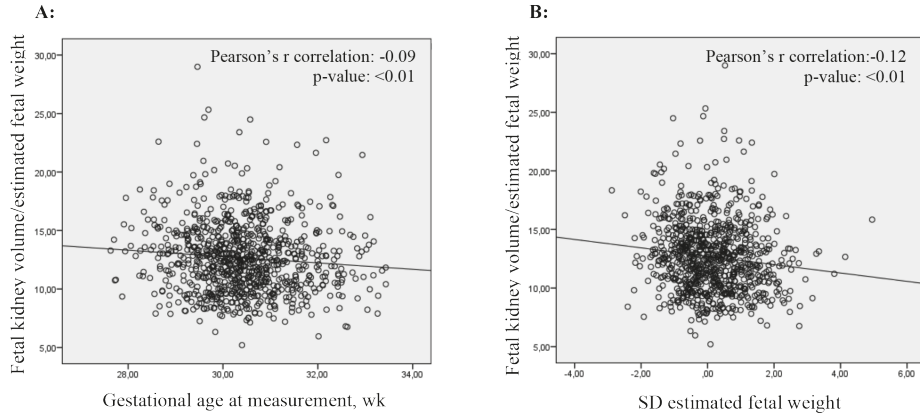 A:
Pearson's r correlation: -0.09
p-value: <0.01
Fetal kidney volume/estimated fetal weight
30,00
25,00
20,00
15,00
10,00
5,00
28,00 30,00 32,00 34,00
Gestational age at measurement, wk
B:
Pearson's r correlation:-0.12
p-value: <0.01
Fetal kidney volume/estimated fetal weight
30,00
25,00
20,00
15,00
10,00
5,00
-4,00 -2,00 ,00 2,00 4,00 6,00
SD estimated fetal weight